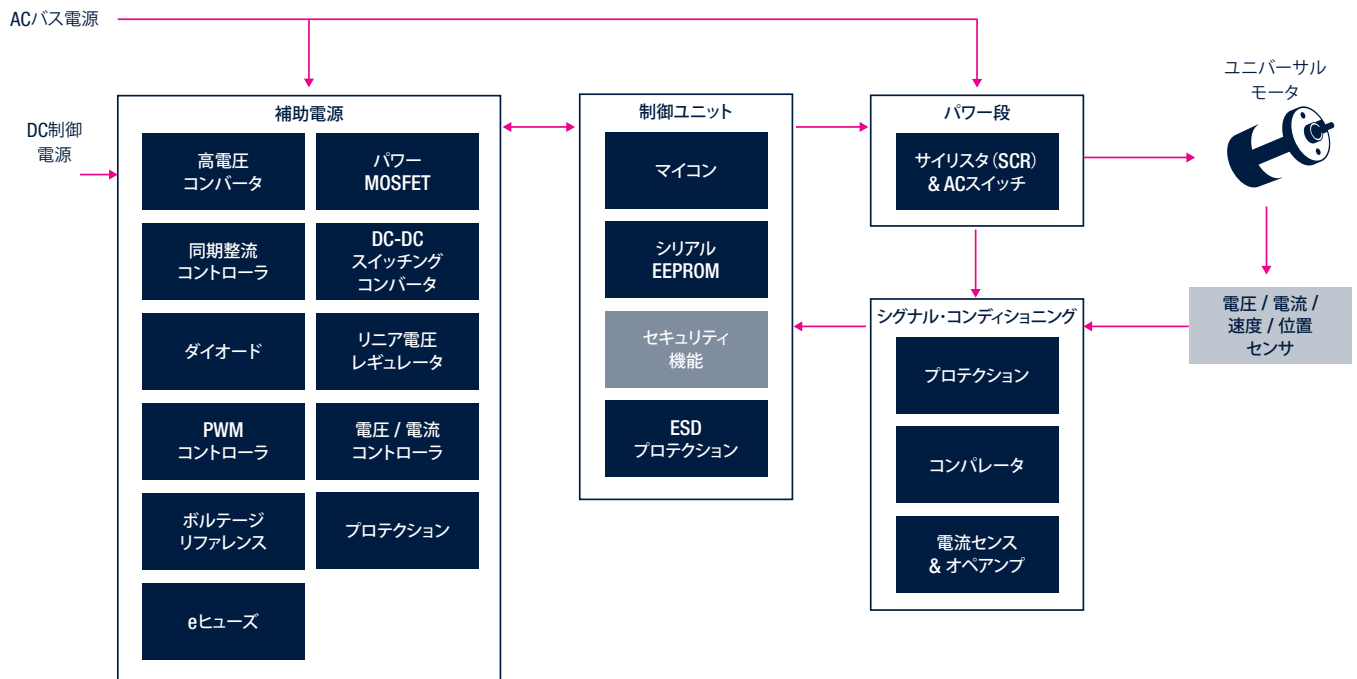 ACバス電源
DC制御
電源
補助電源
高電圧
コンバータ
パワー
MOSFET
同期整流
コントローラ
DC-DC
スイッチング
コンバータ
ダイオード
リニア電圧
レギュレータ
PWM
コントローラ
電圧 / 電流
コントローラ
ボルテージ
リファレンス
プロテクション
eヒューズ
制御ユニット
マイコン
シリアル
EEPROM
セキュリティ
機能
ESD
プロテクション
パワー段
サイリスタ(SCR)
& ACスイッチ
シグナル・コンディショニング
プロテクション
コンパレータ
電流センス
& オペアンプ
ユニバーサル
モータ
電圧 / 電流 /
速度 / 位置
センサ